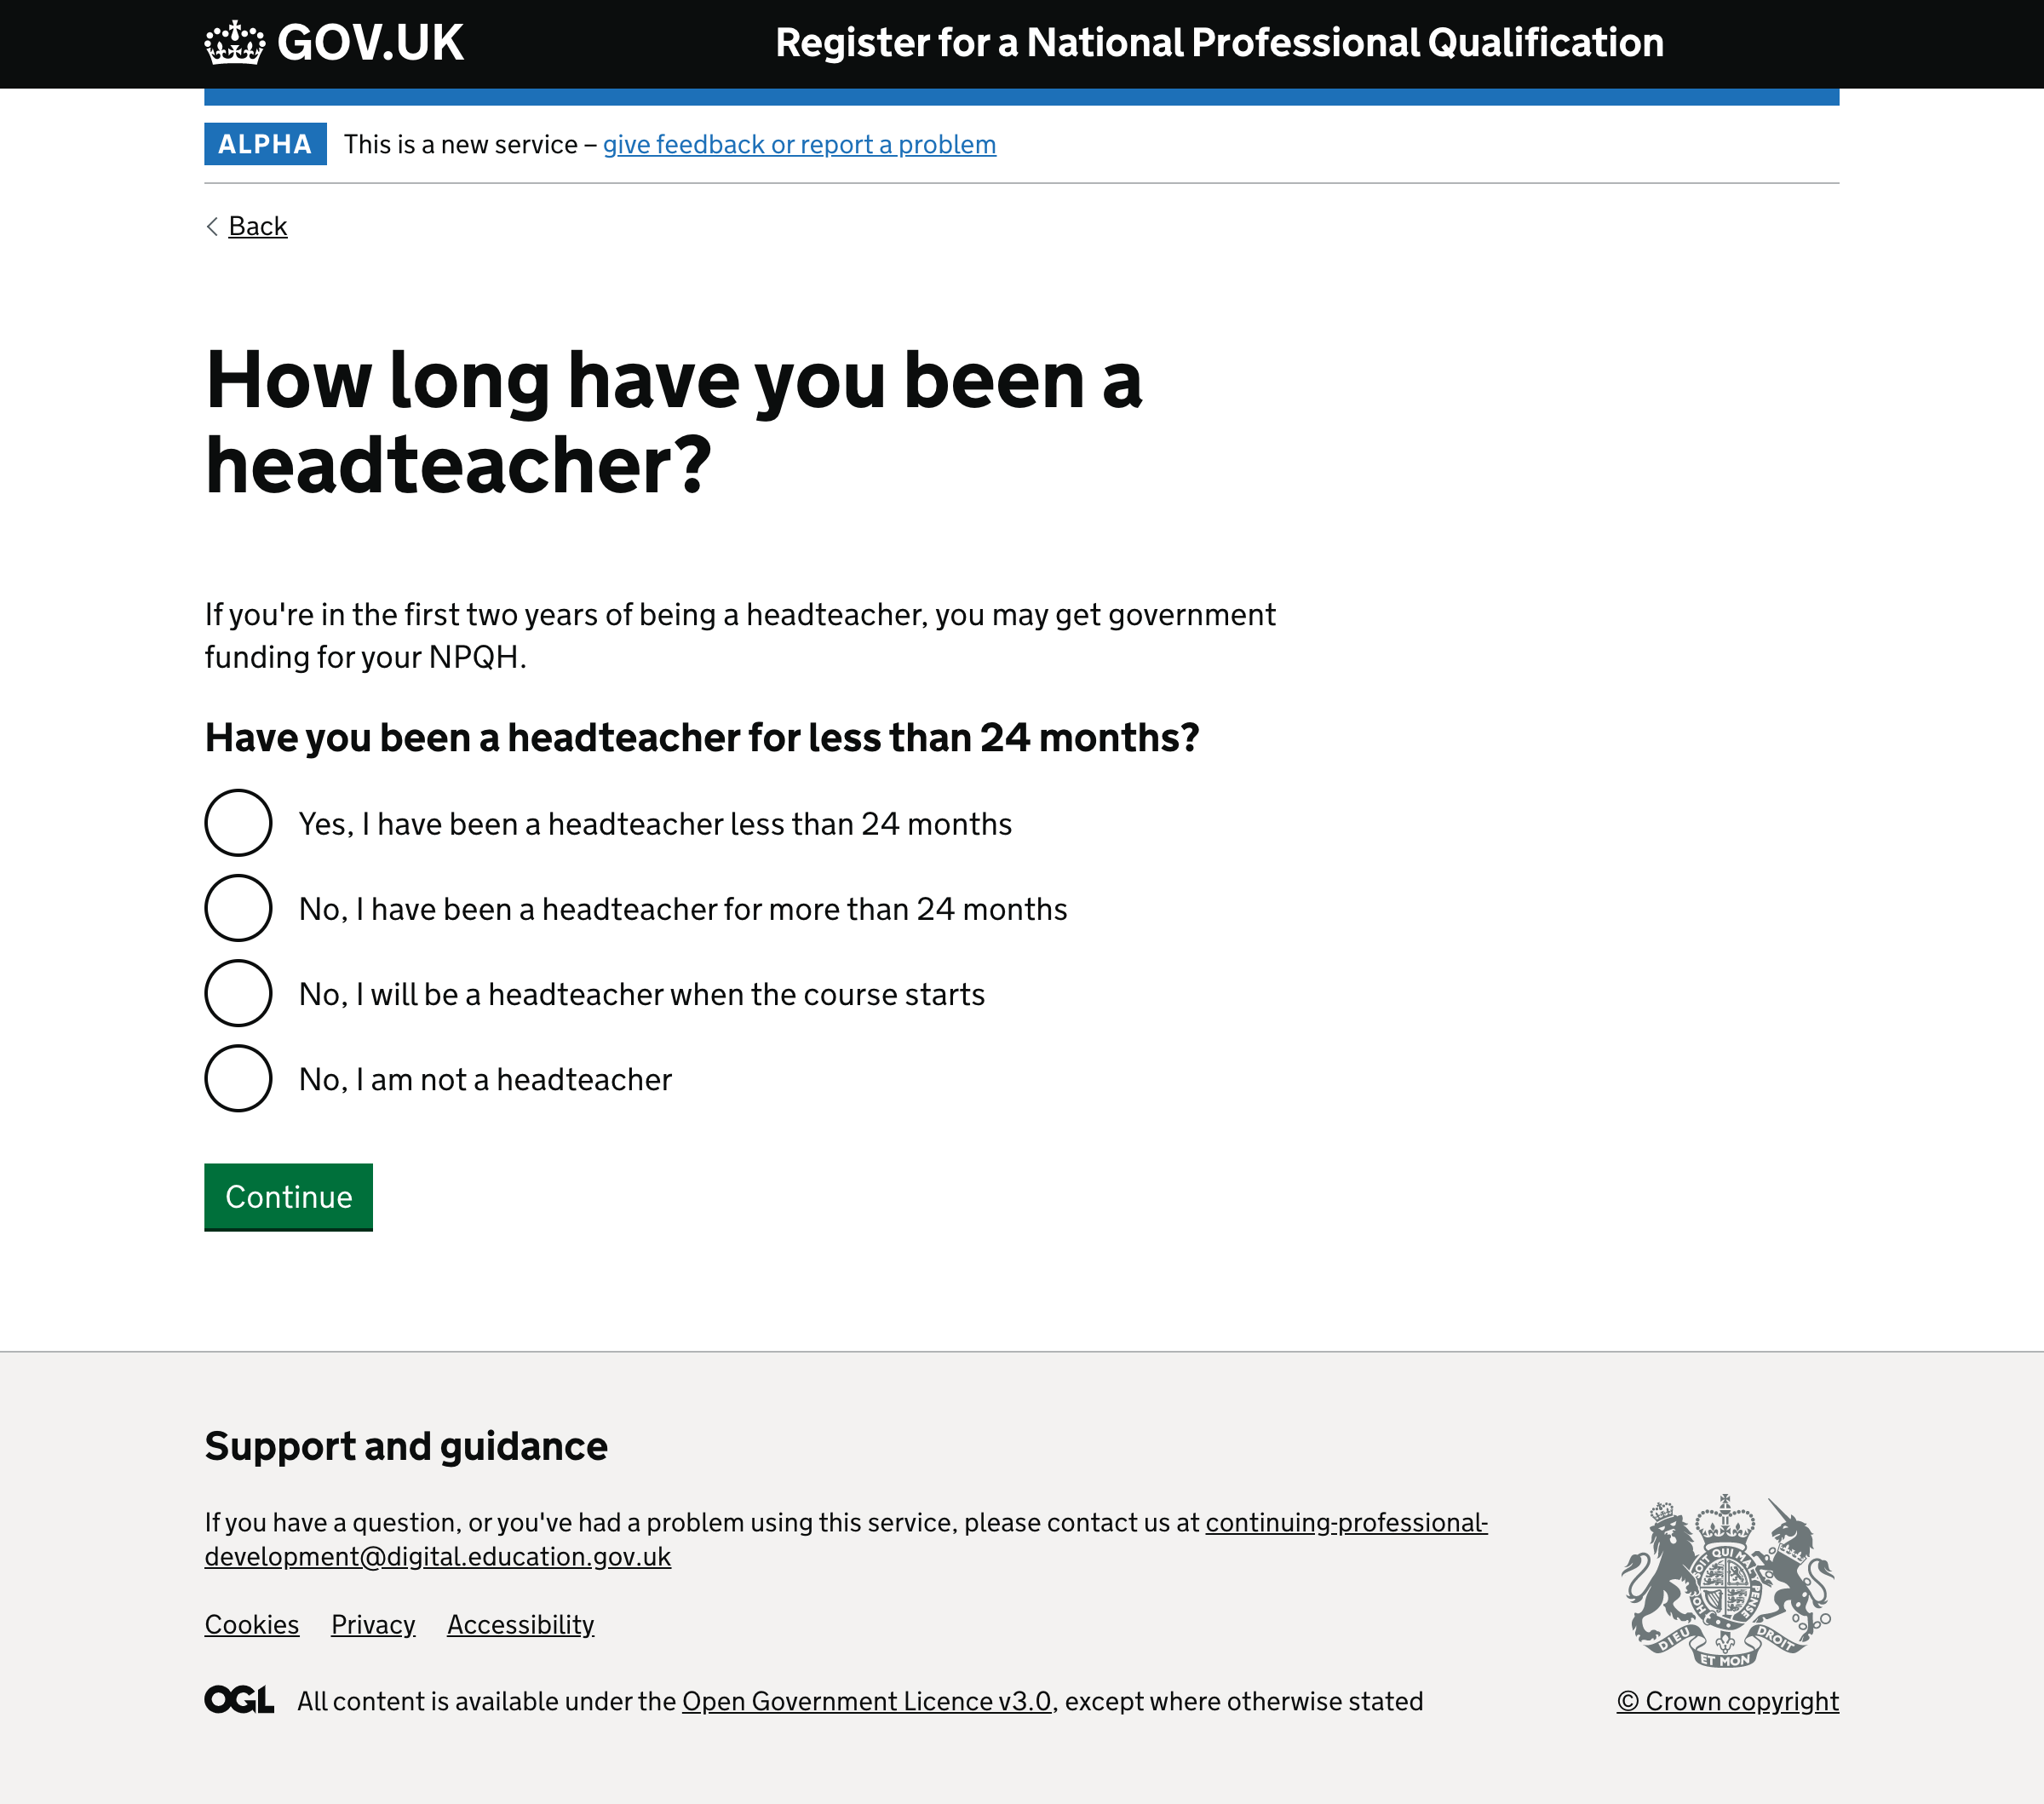 GOV.UK
Register for a National Professional Qualification
ALPHA
This is a new service – give feedback or report a problem
Back
How long have you been a
headteacher?
If you're in the first two years of being a headteacher, you may get government
funding for your NPQH.
Have you been a headteacher for less than 24 months?
Yes, I have been a headteacher less than 24 months
No, I have been a headteacher for more than 24 months
No, I will be a headteacher when the course starts
No, I am not a headteacher
Continue
Support and guidance
If you have a question, or you've had a problem using this service, please contact us at continuing-professional-
development@digital.education.gov.uk
Cookies Privacy Accessibility
OGL All content is available under the Open Government Licence v3.0, except where otherwise stated
SOIT QUI MAL Y PENSE
DIEU ET MON DROIT
© Crown copyright